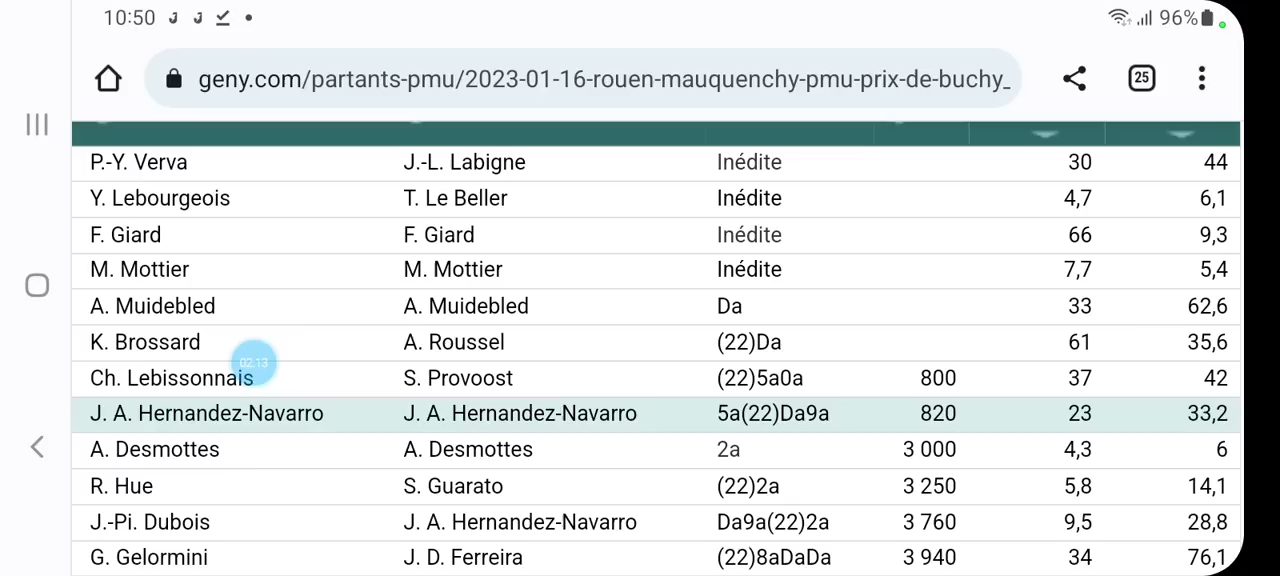 10:50 96%
geny.com/partants-pmu/2023-01-16-rouen-mauquenchy-pmu-prix-de-buchy_ 25
P.-Y. Verva J.-L. Labigne Inédite 30 44
Y. Lebourgeois T. Le Beller Inédite 4,7 6,1
F. Giard F. Giard Inédite 66 9,3
M. Mottier M. Mottier Inédite 7,7 5,4
A. Muidebled A. Muidebled Da 33 62,6
K. Brossard A. Roussel (22)Da 61 35,6
02:13
Ch. Lebissonnais S. Provoost (22)5a0a 800 37 42
J. A. Hernandez-Navarro J. A. Hernandez-Navarro 5a(22)Da9a 820 23 33,2
A. Desmottes A. Desmottes 2a 3 000 4,3 6
R. Hue S. Guarato (22)2a 3 250 5,8 14,1
J.-Pi. Dubois J. A. Hernandez-Navarro Da9a(22)2a 3 760 9,5 28,8
G. Gelormini J. D. Ferreira (22)8aDaDa 3 940 34 76,1